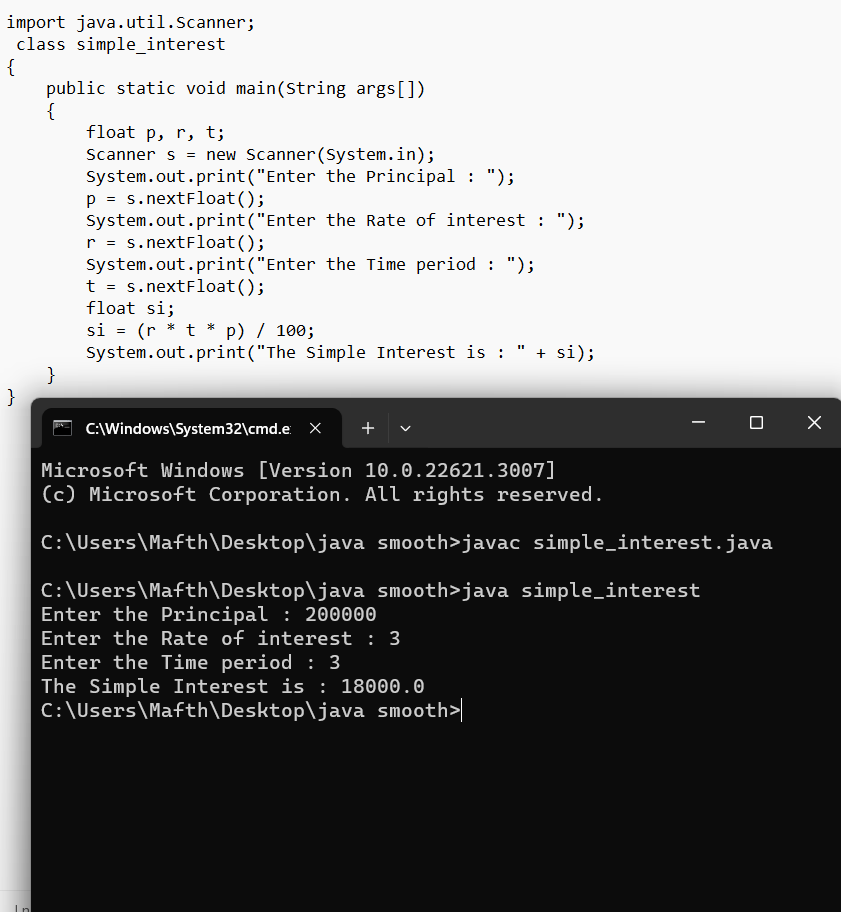 import java.util.Scanner;
class simple_interest
{
    public static void main(String args[])
    {
        float p, r, t;
        Scanner s = new Scanner(System.in);
        System.out.print("Enter the Principal : ");
        p = s.nextFloat();
        System.out.print("Enter the Rate of interest : ");
        r = s.nextFloat();
        System.out.print("Enter the Time period : ");
        t = s.nextFloat();
        float si;
        si = (r * t * p) / 100;
        System.out.print("The Simple Interest is : " + si);
    }
}
C:\Windows\System32\cmd.e
Microsoft Windows [Version 10.0.22621.3007]
(c) Microsoft Corporation. All rights reserved.
C:\Users\Mafth\Desktop\java smooth>javac simple_interest.java
C:\Users\Mafth\Desktop\java smooth>java simple_interest
Enter the Principal : 200000
Enter the Rate of interest : 3
Enter the Time period : 3
The Simple Interest is : 18000.0
C:\Users\Mafth\Desktop\java smooth>